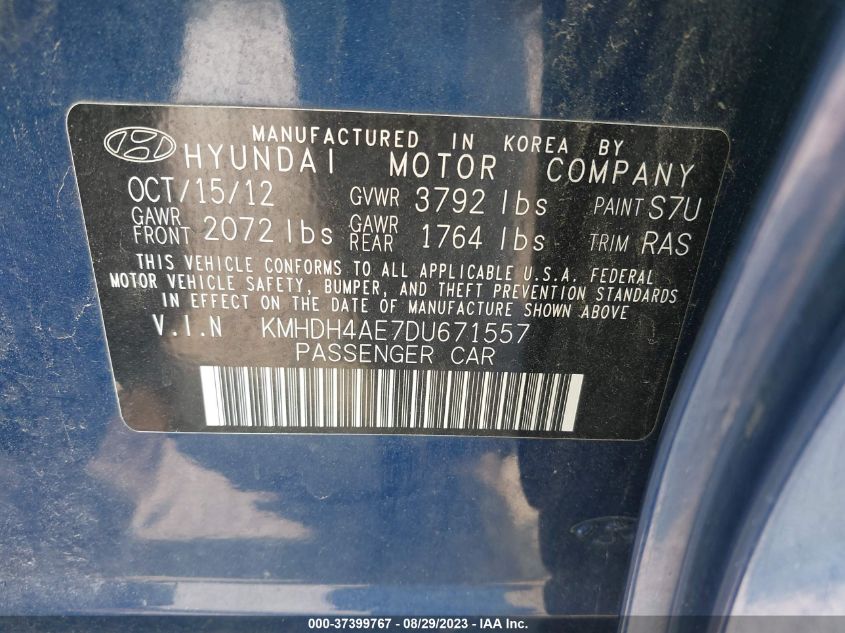 MANUFACTURED IN KOREA BY
HYUNDAI MOTOR COMPANY
OCT/15/12 GVWR 3792 lbs PAINT S7U
GAWR FRONT 2072 lbs GAWR REAR 1764 lbs TRIM RAS
THIS VEHICLE CONFORMS TO ALL APPLICABLE U.S.A. FEDERAL
MOTOR VEHICLE SAFETY, BUMPER, AND THEFT PREVENTION STANDARDS
IN EFFECT ON THE DATE OF MANUFACTURE SHOWN ABOVE
V.I.N KMHDH4AE7DU671557
PASSENGER CAR
000-37399767 - 08/29/2023 - IAA Inc.